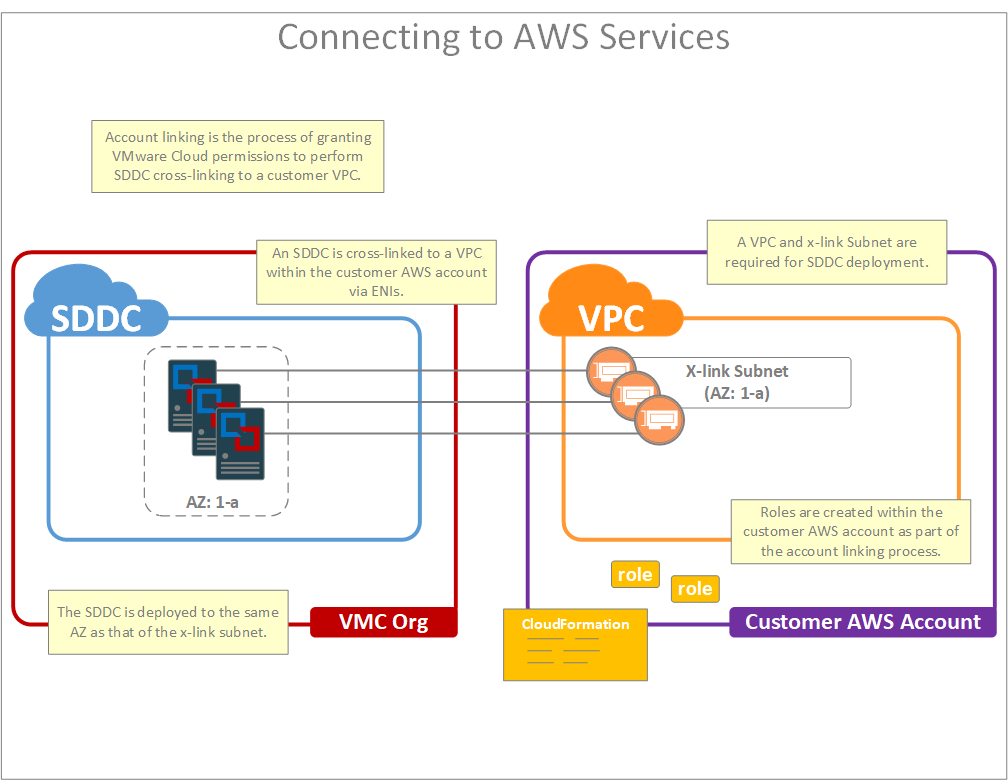 Connecting to AWS Services
Account linking is the process of granting
VMware Cloud permissions to perform
SDDC cross-linking to a customer VPC.
An SDDC is cross-linked to a VPC
within the customer AWS account
via ENIs.
A VPC and x-link Subnet are
required for SDDC deployment.
SDDC
VPC
X-link Subnet
(AZ: 1-a)
AZ: 1-a
Roles are created within the
customer AWS account as part of
the account linking process.
role
role
The SDDC is deployed to the same
AZ as that of the x-link subnet.
VMC Org
CloudFormation
Customer AWS Account